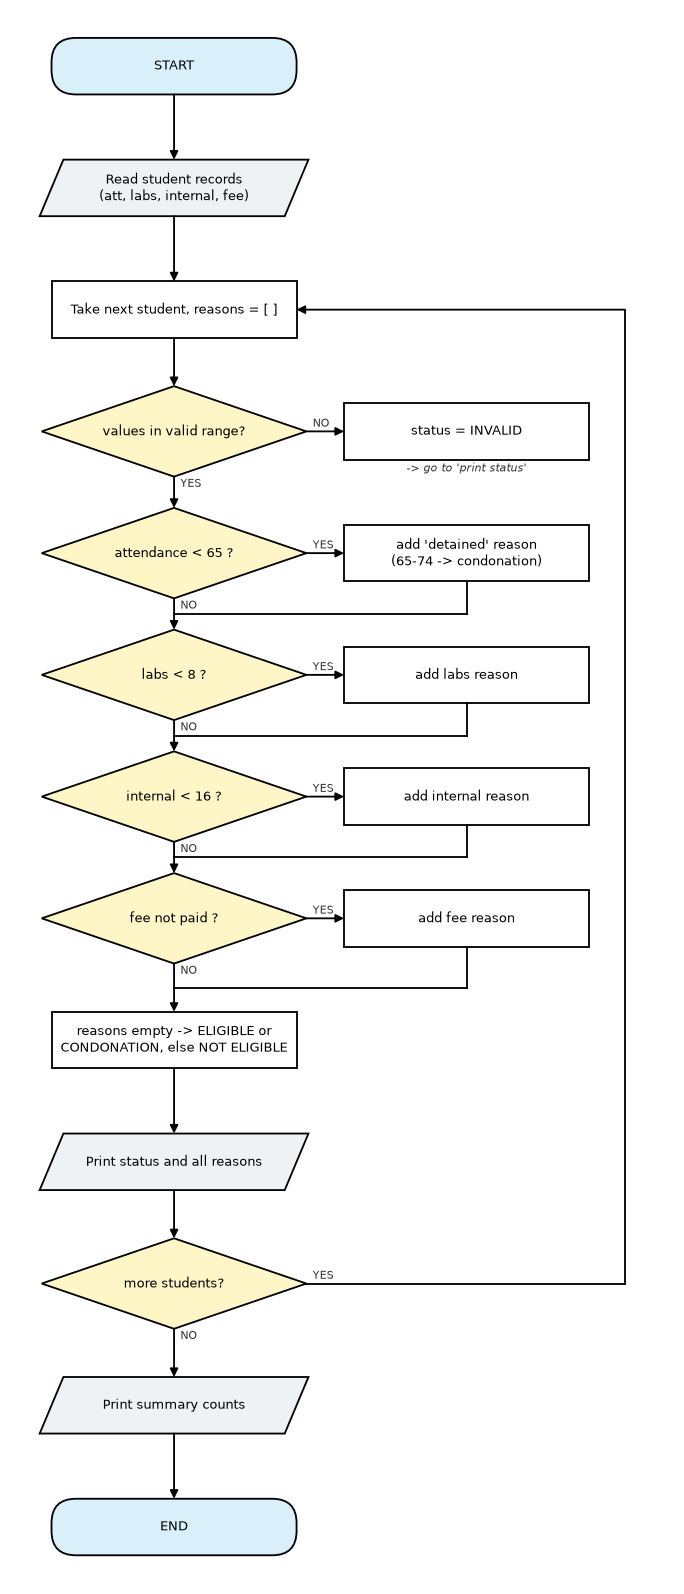 START
Read student records
(att, labs, internal, fee)
Take next student, reasons = [ ]
values in valid range?
NO
status = INVALID
-> go to 'print status'
YES
attendance < 65 ?
YES
add 'detained' reason
(65-74 -> condonation)
NO
labs < 8 ?
YES
add labs reason
NO
internal < 16 ?
YES
add internal reason
NO
fee not paid ?
YES
add fee reason
NO
reasons empty -> ELIGIBLE or
CONDONATION, else NOT ELIGIBLE
Print status and all reasons
more students?
YES
NO
Print summary counts
END